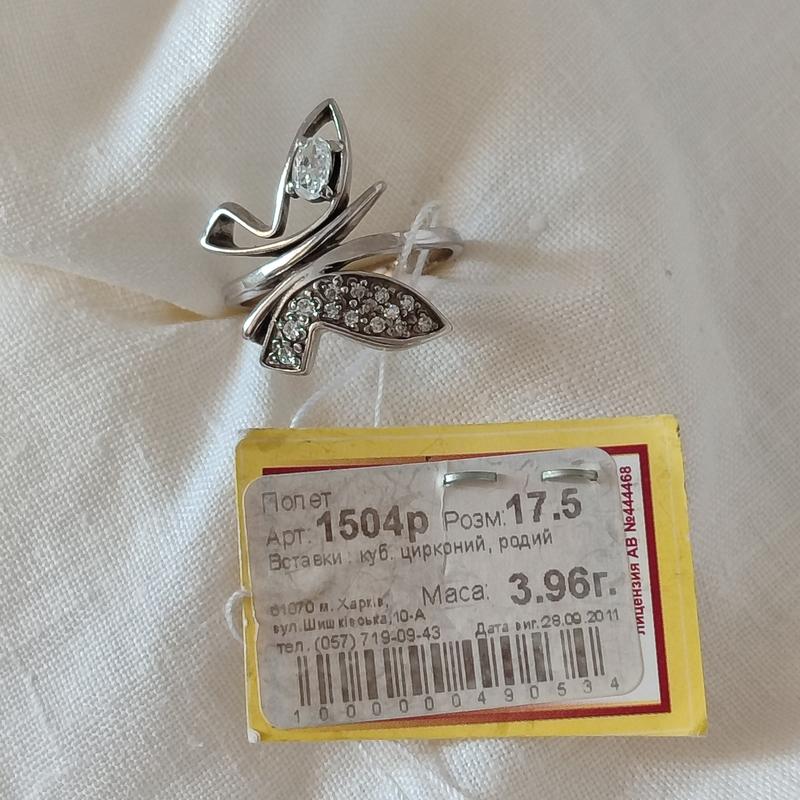 Полет
Арт: 1504р Розм: 17.5
Вставки : куб. цирконий, родий
Маса: 3.96г.
61070 м. Харків,
вул.Шишківська,10-А
тел. (057) 719-09-43 Дата виг.28.09.2011
1000000490534
лицензия АВ №444468